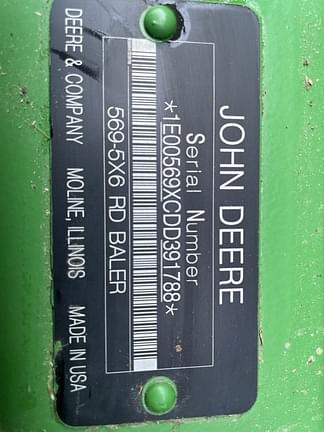 JOHN DEERE
Serial Number
*1E00569XCDD391788*
569-5X6 RD BALER
DEERE & COMPANY MOLINE, ILLINOIS MADE IN USA